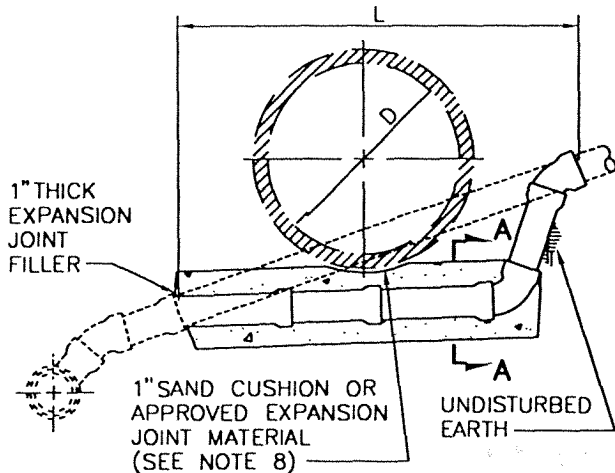 L
D
1" THICK
EXPANSION
JOINT
FILLER
A
A
1" SAND CUSHION OR
APPROVED EXPANSION
JOINT MATERIAL
(SEE NOTE 8)
UNDISTURBED
EARTH